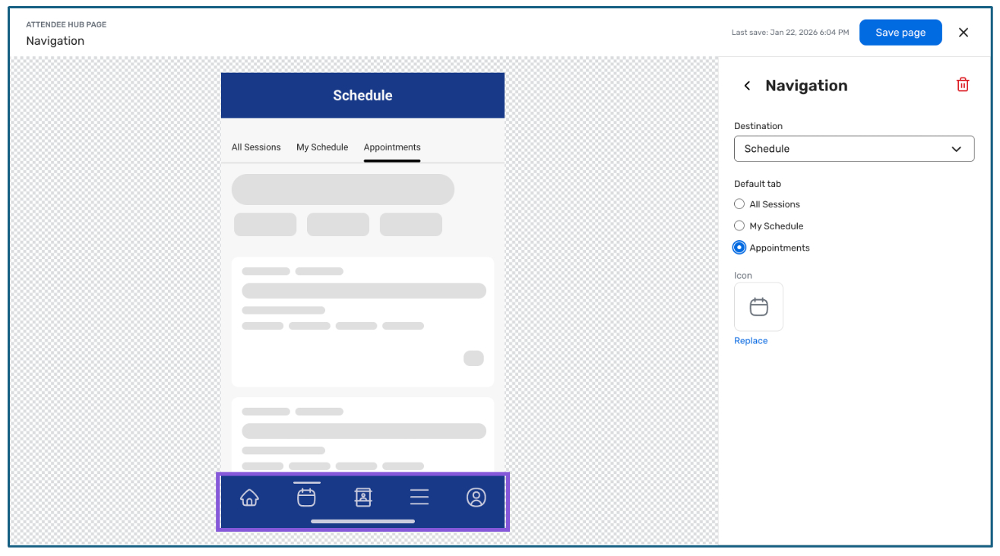 ATTENDEE HUB PAGE
Navigation
Last save: Jan 22, 2026 6:04 PM
Save page
Schedule
All Sessions My Schedule Appointments
Navigation
Destination
Schedule
Default tab
All Sessions
My Schedule
Appointments
Icon
Replace